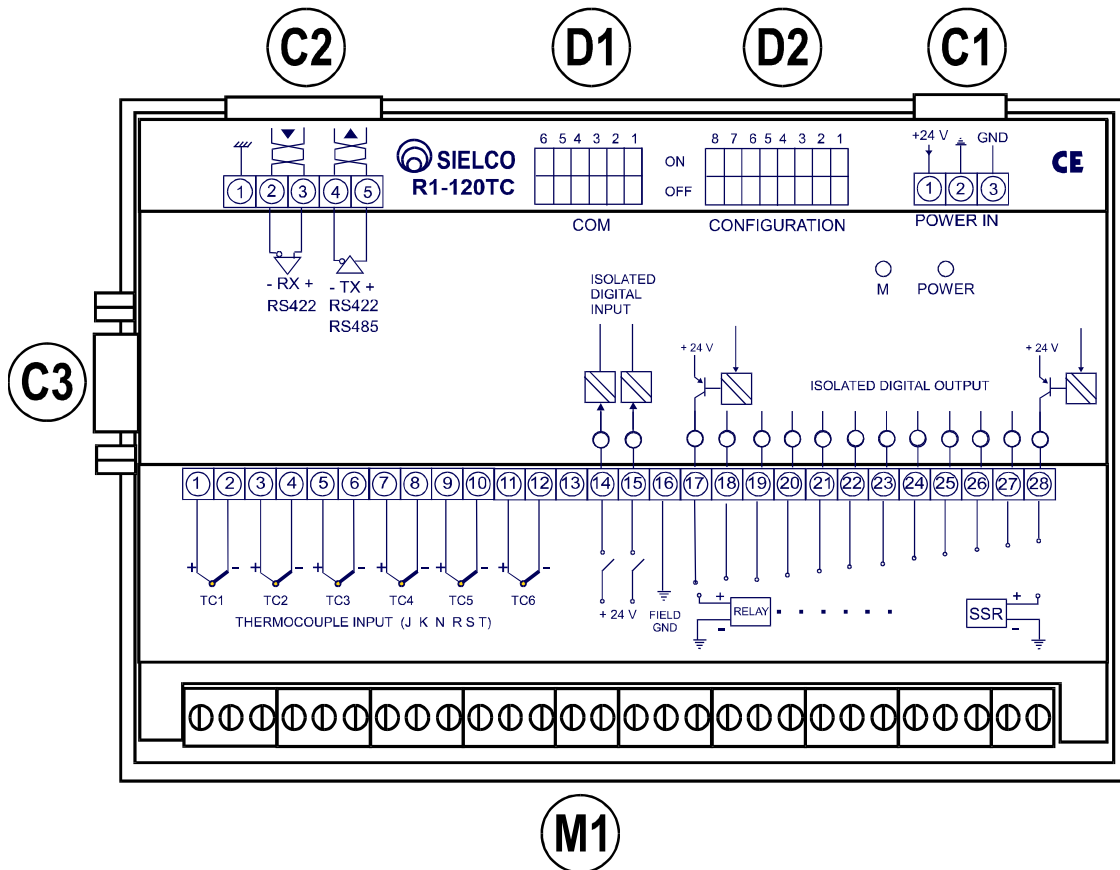 C2 D1 D2 C1
+24 V GND
6 5 4 3 2 1
8 7 6 5 4 3 2 1
SIELCO
R1-120TC
ON
OFF
CE
1 2 3 4 5
1 2 3
COM
CONFIGURATION
POWER IN
- RX +
RS422
- TX +
RS422
RS485
ISOLATED
DIGITAL
INPUT
M POWER
C3
+ 24 V
+ 24 V
ISOLATED DIGITAL OUTPUT
1 2 3 4 5 6 7 8 9 10 11 12 13 14 15 16 17 18 19 20 21 22 23 24 25 26 27 28
+ - + - + - + - + - + -
TC1 TC2 TC3 TC4 TC5 TC6
THERMOCOUPLE INPUT (J K N R S T)
+ 24 V
FIELD
GND
+
RELAY
-
+
SSR
-
M1